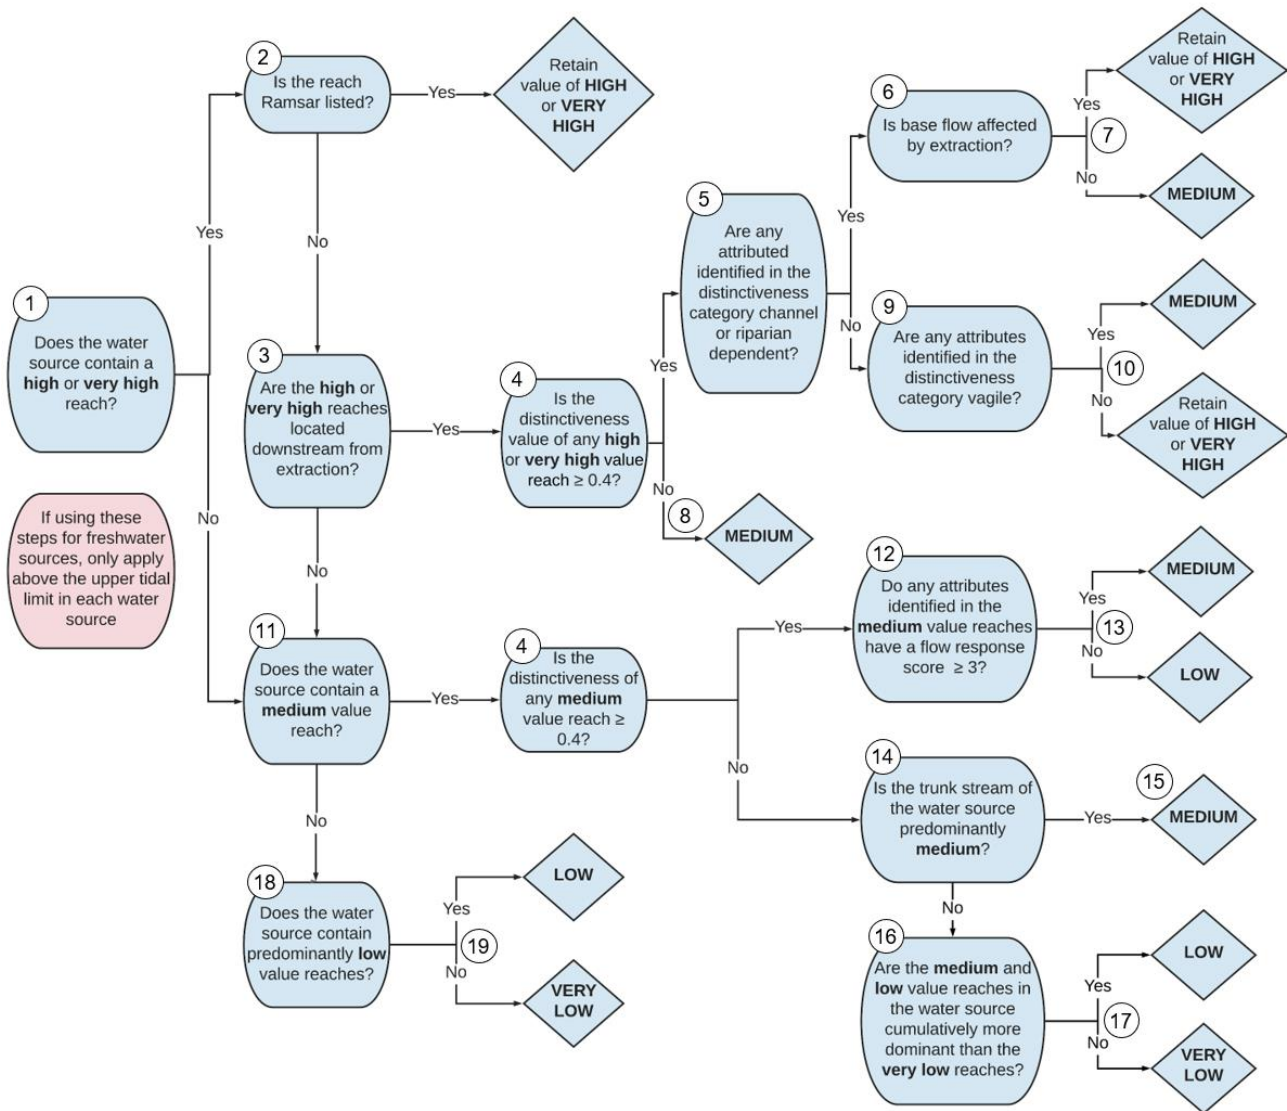 1
Does the water
source contain a
high or very high
reach?
Yes
No
If using these
steps for freshwater
sources, only apply
above the upper tidal
limit in each water
source
2
Is the reach
Ramsar listed?
Yes
Retain
value of HIGH
or VERY
HIGH
No
3
Are the high or
very high reaches
located
downstream from
extraction?
Yes
No
4
Is the
distinctiveness
value of any high
or very high value
reach ≥ 0.4?
Yes
No
8
MEDIUM
5
Are any
attributed
identified in the
distinctiveness
category channel
or riparian
dependent?
Yes
No
6
Is base flow affected
by extraction?
Yes
7
No
Retain
value of HIGH
or VERY
HIGH
MEDIUM
9
Are any attributes
identified in the
distinctiveness
category vagile?
Yes
10
No
MEDIUM
Retain
value of HIGH
or VERY
HIGH
11
Does the water
source contain a
medium value
reach?
Yes
No
4
Is the
distinctiveness of
any medium
value reach ≥
0.4?
Yes
No
12
Do any attributes
identified in the
medium value reaches
have a flow response
score ≥ 3?
Yes
13
No
MEDIUM
LOW
14
Is the trunk stream of
the water source
predominantly
medium?
Yes
15
MEDIUM
No
16
Are the medium and
low value reaches in
the water source
cumulatively more
dominant than the
very low reaches?
Yes
17
No
LOW
VERY
LOW
18
Does the water
source contain
predominantly low
value reaches?
Yes
19
No
LOW
VERY
LOW